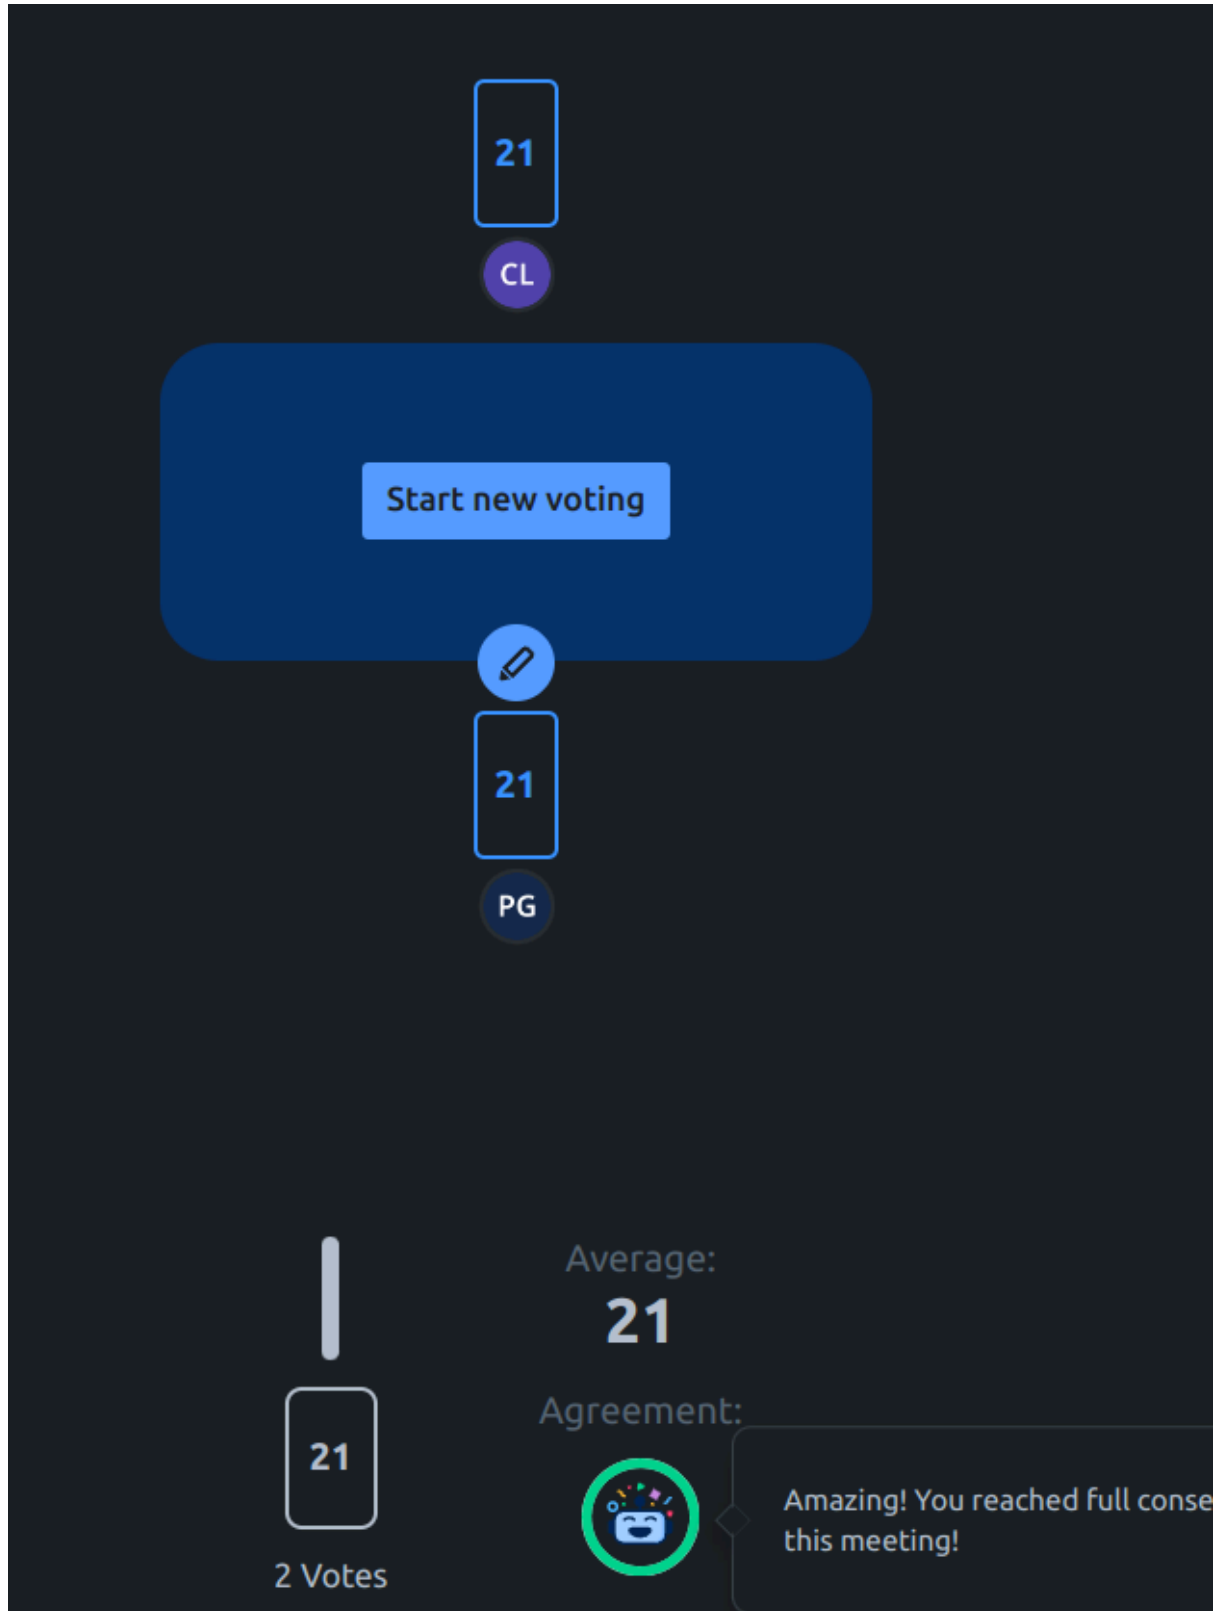 21
CL
Start new voting
21
PG
Average:
21
Agreement:
21
Amazing! You reached full conse
this meeting!
2 Votes